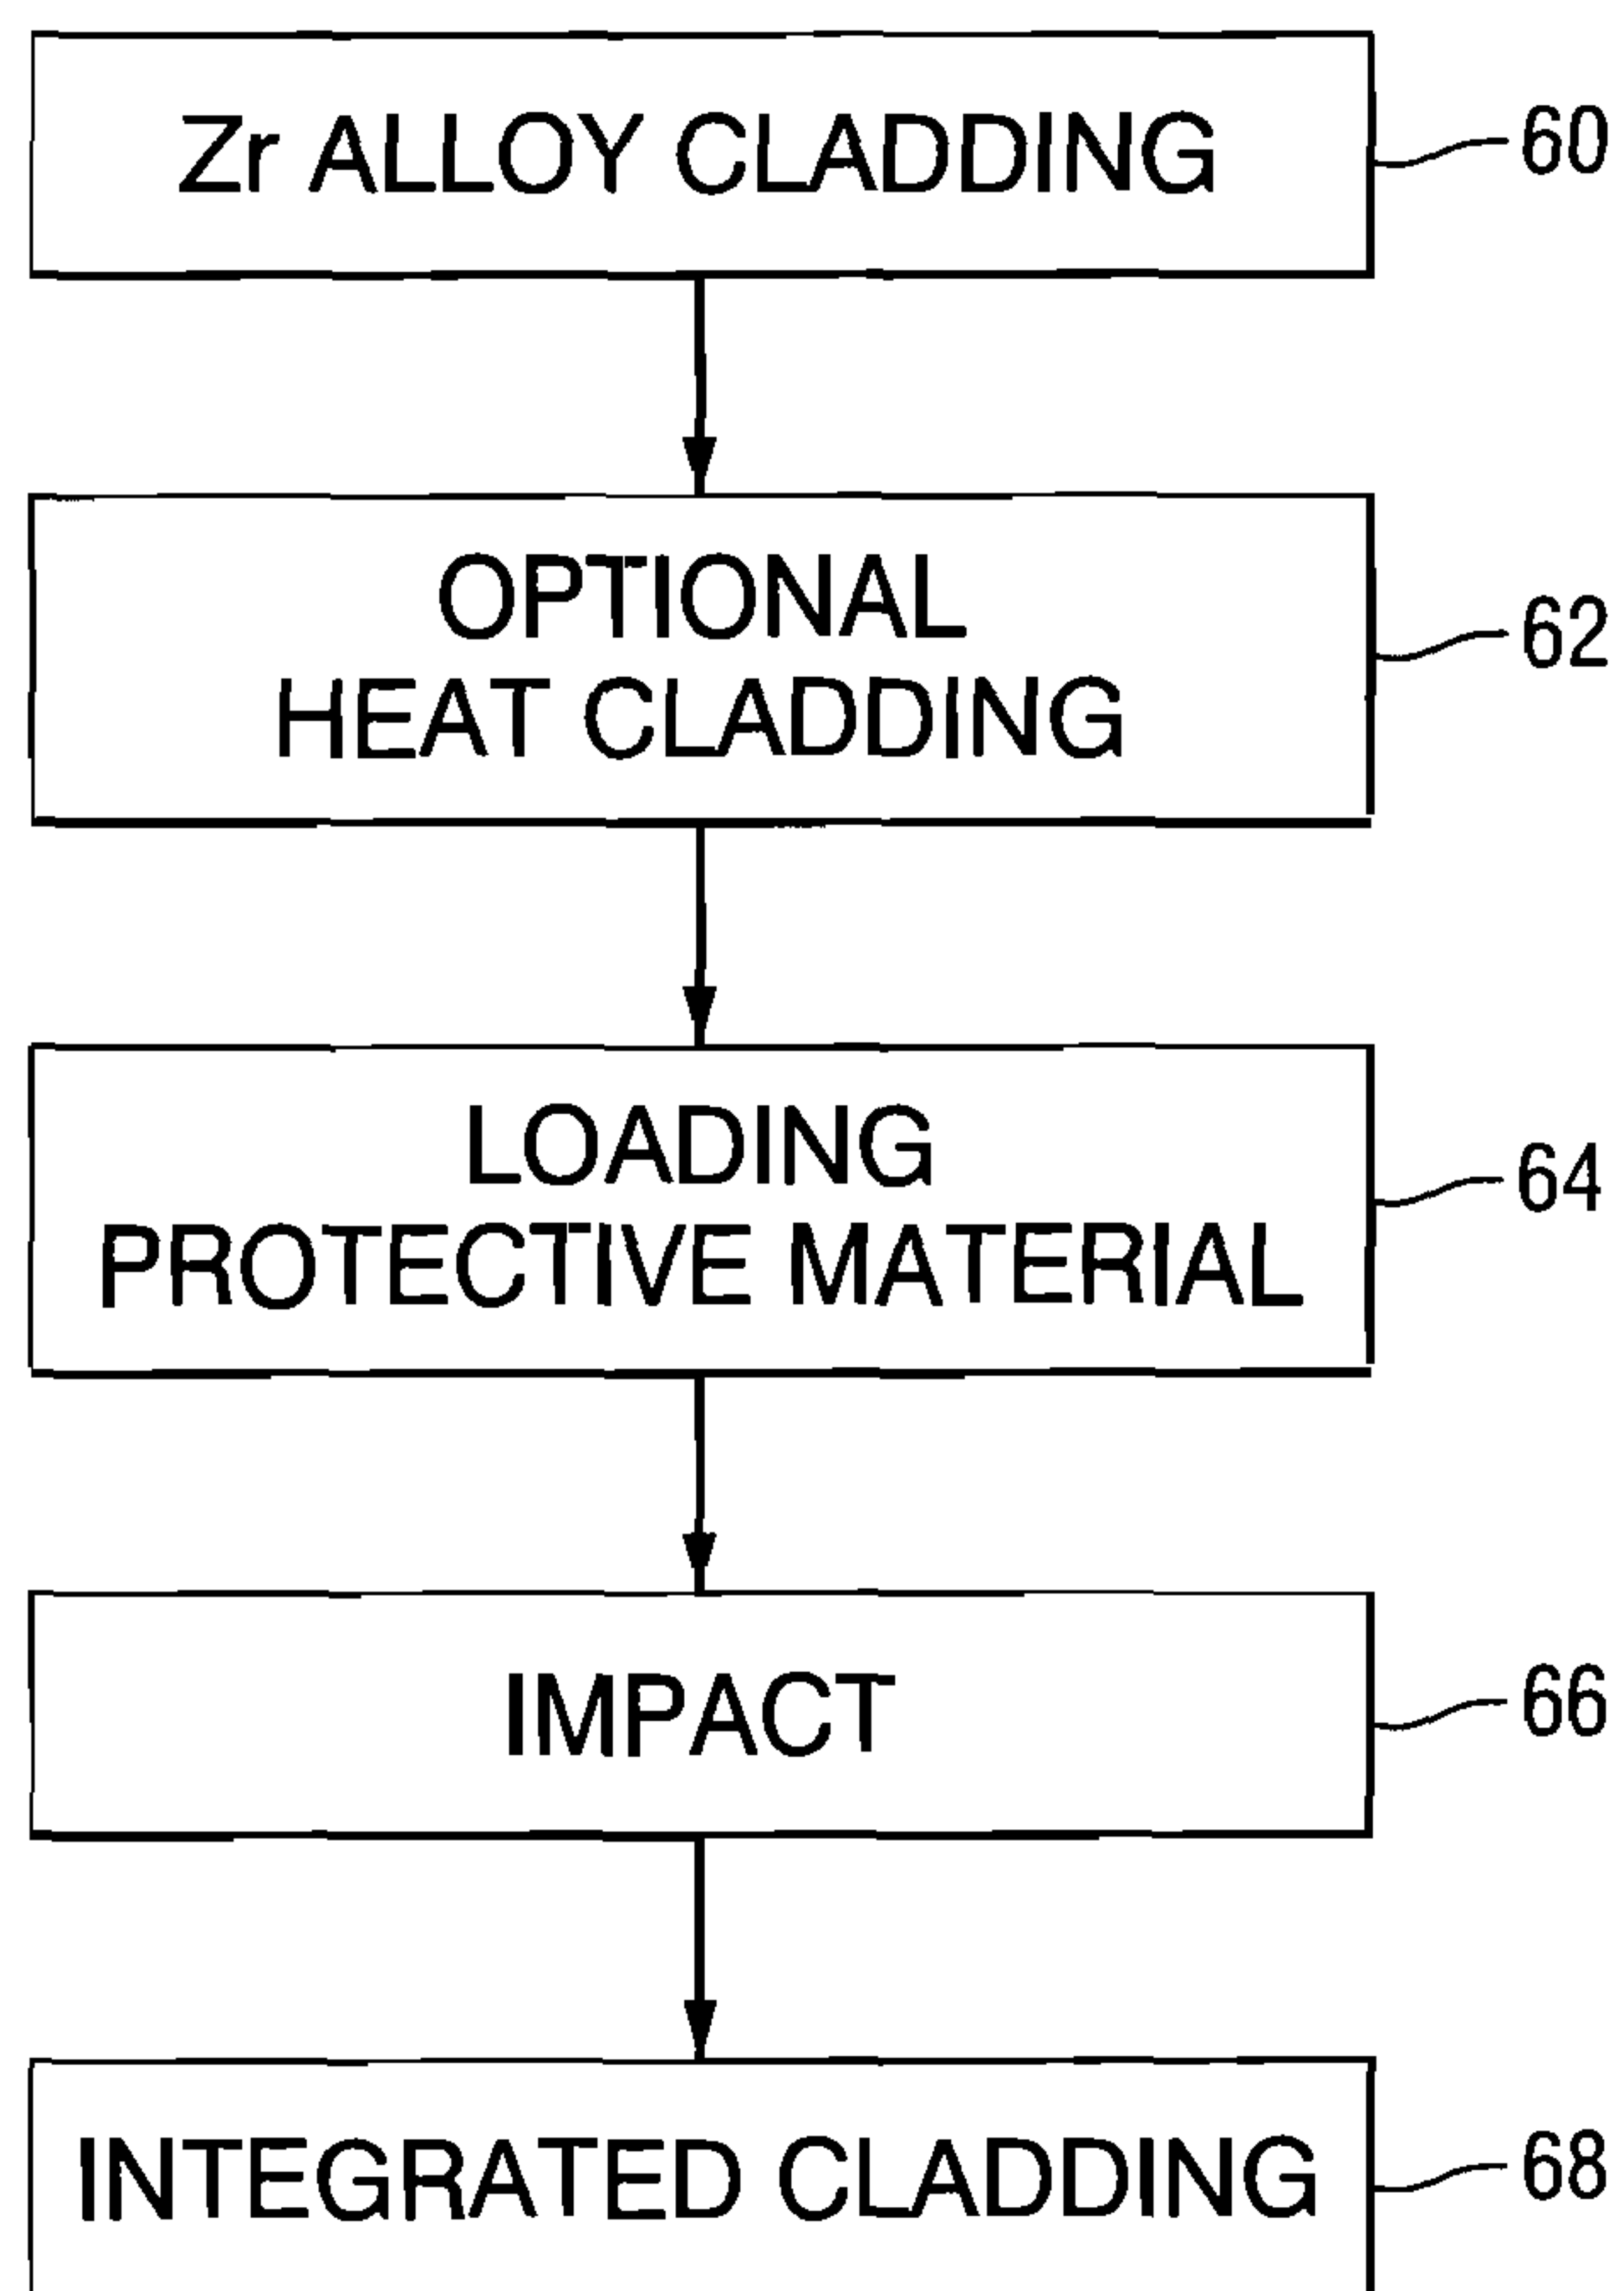 Zr ALLOY CLADDING
60
OPTIONAL
HEAT CLADDING
62
LOADING
PROTECTIVE MATERIAL
64
IMPACT
66
INTEGRATED CLADDING
68